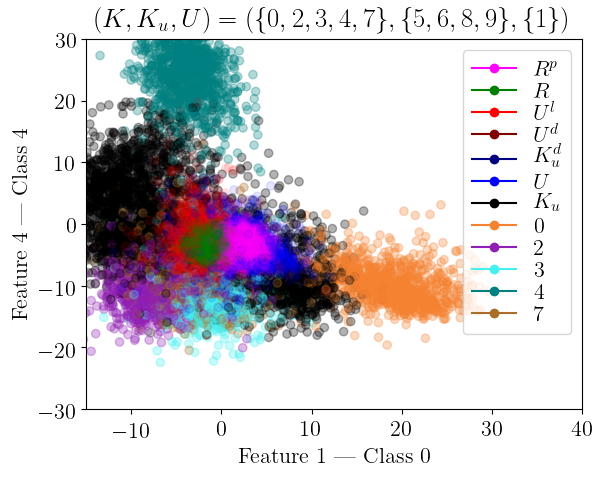 (K, K_u, U) = ({0, 2, 3, 4, 7}, {5, 6, 8, 9}, {1})
30
20
10
0
−10
−20
−30
Feature 4 — Class 4
R^p
R
U^l
U^d
K_u^d
U
K_u
0
2
3
4
7
−10
0
10
20
30
40
Feature 1 — Class 0